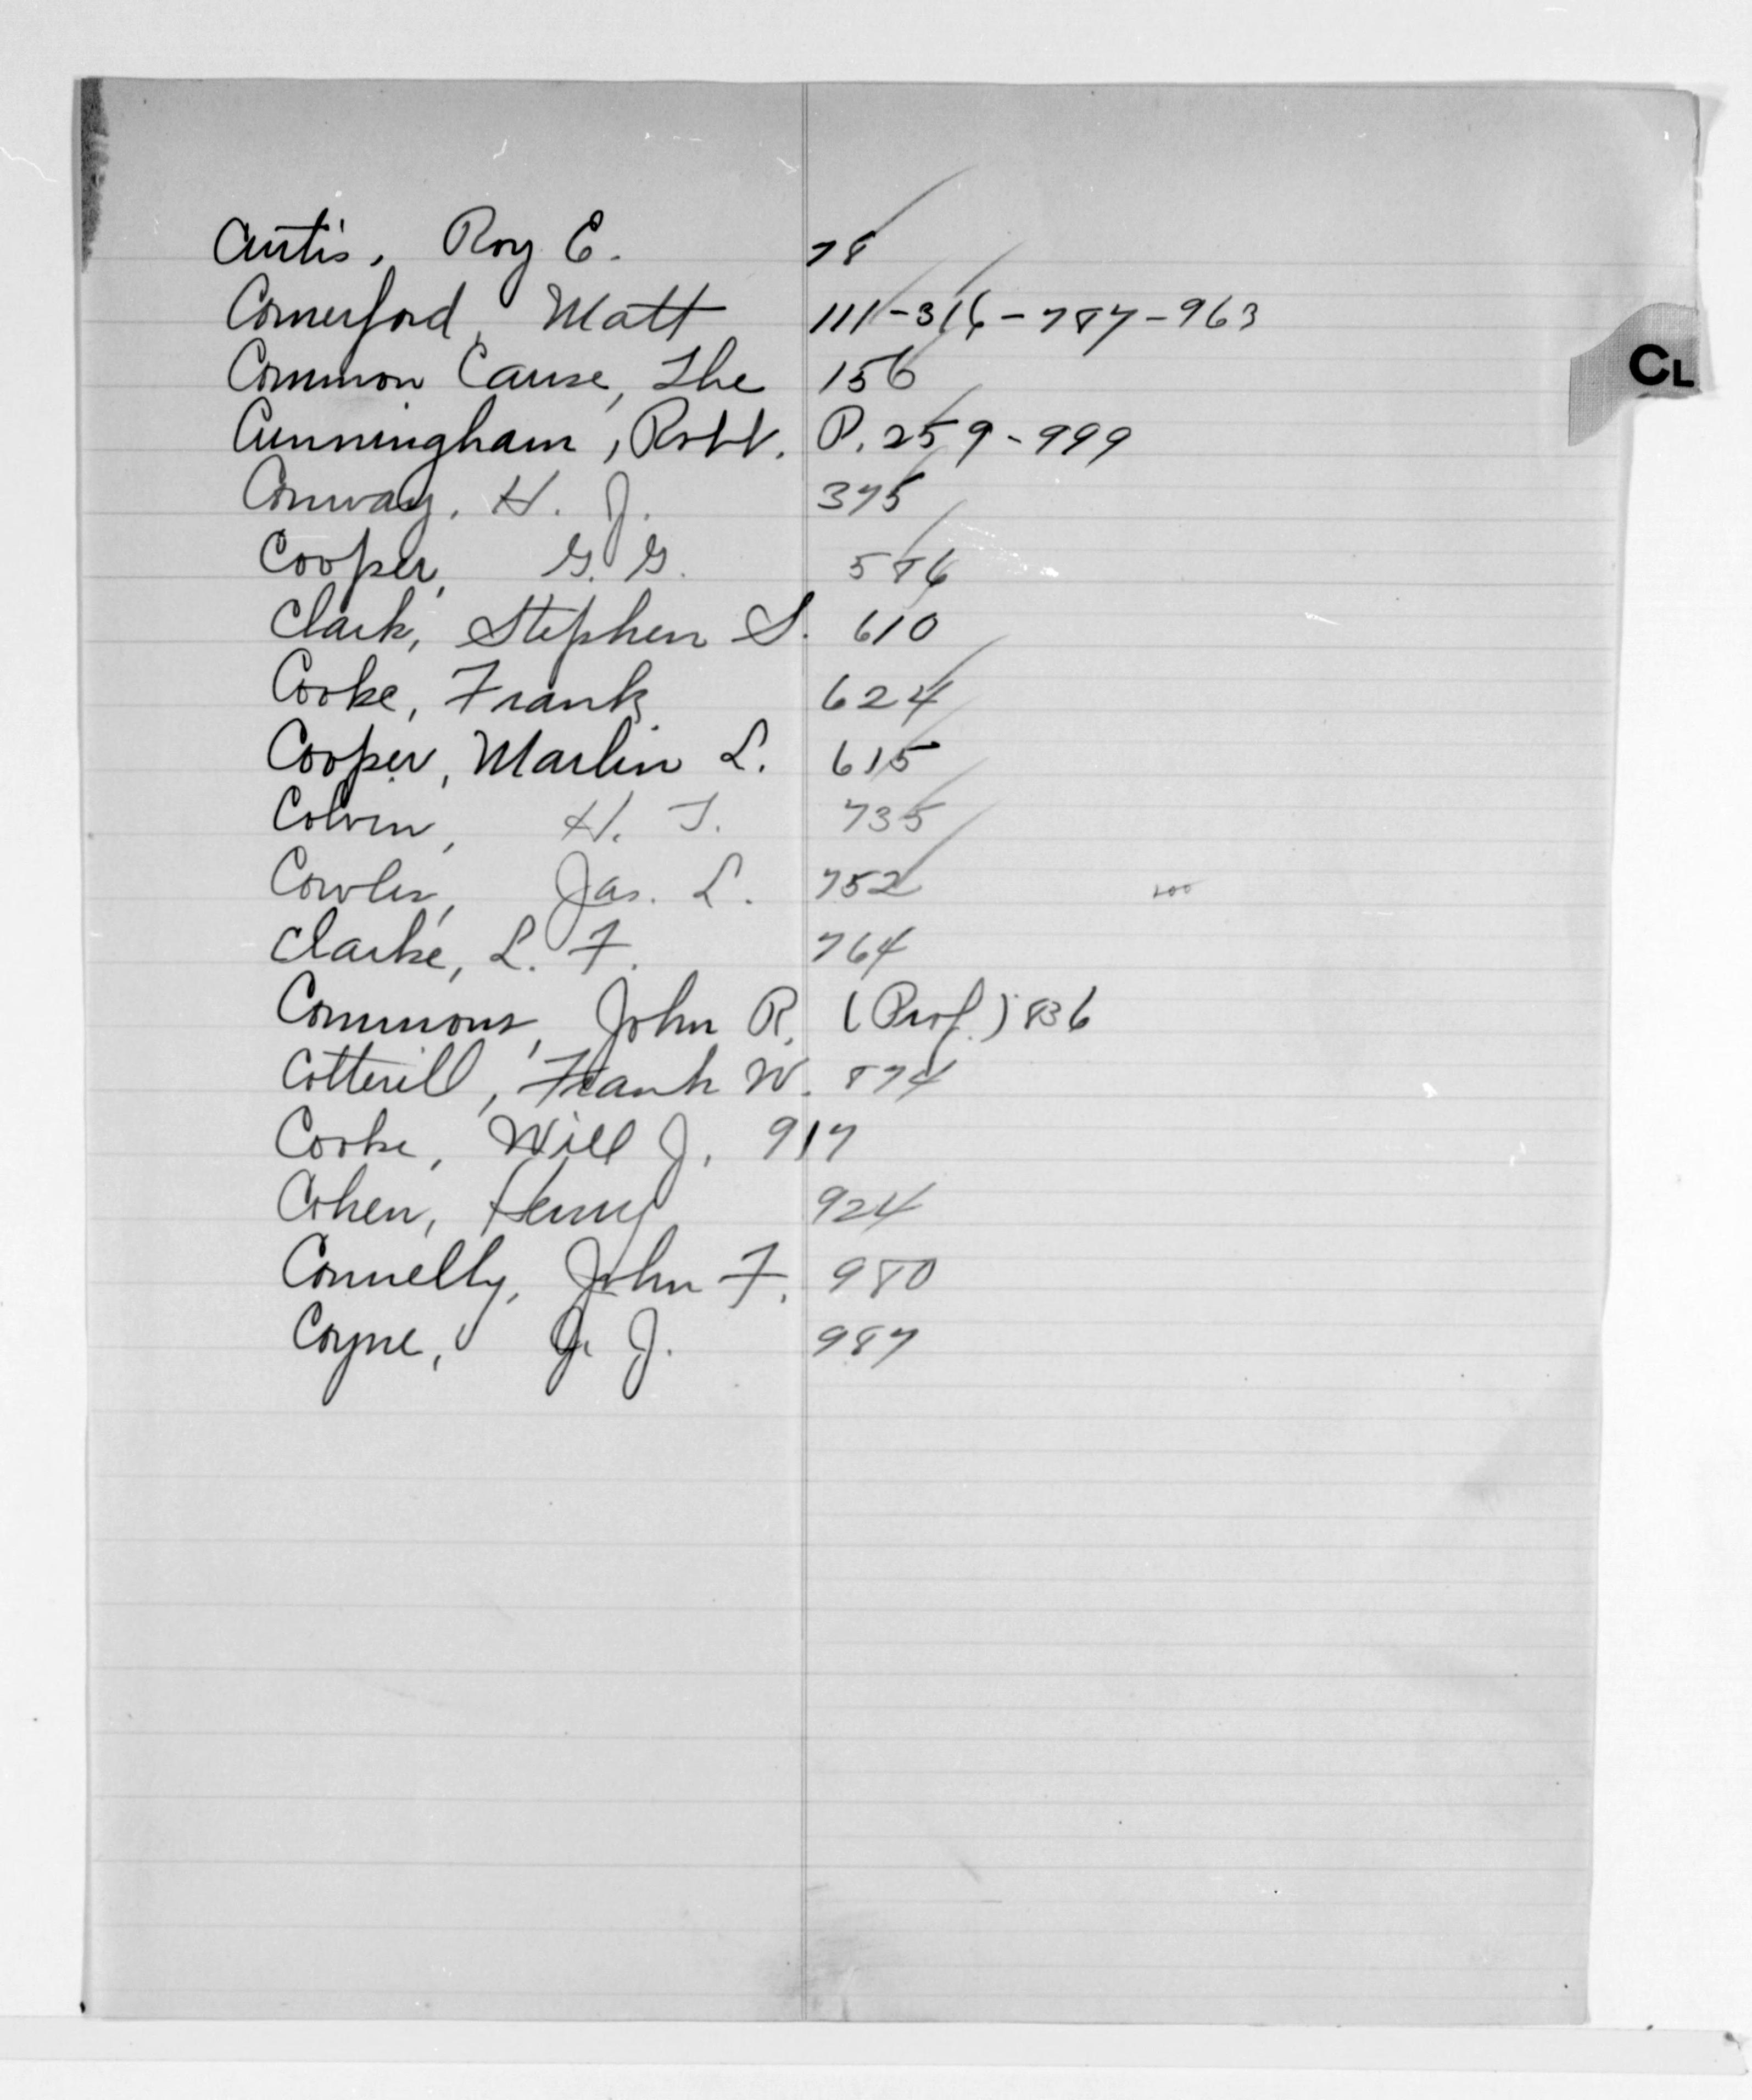 Curtis, Roy E. 78
Comerford, Matt 111-316-787-963
CL
Common Cause, The 156
Cunningham, Robt. P. 259-999
Conway, H. J. 375
Cooper, G. G. 586
Clark, Stephen S. 610
Cooke, Frank 624
Cooper, Marlin L. 615
Colvin, H. T. 735
Cowles, Jas. L. 752
Clarke, L. F. 764
Commons, John R. (Prof.) 836
Cotterill, Frank W. 874
Cooke, Will J. 917
Cohen, Henry 924
Connelly, John F. 980
Coyne, J. J. 987